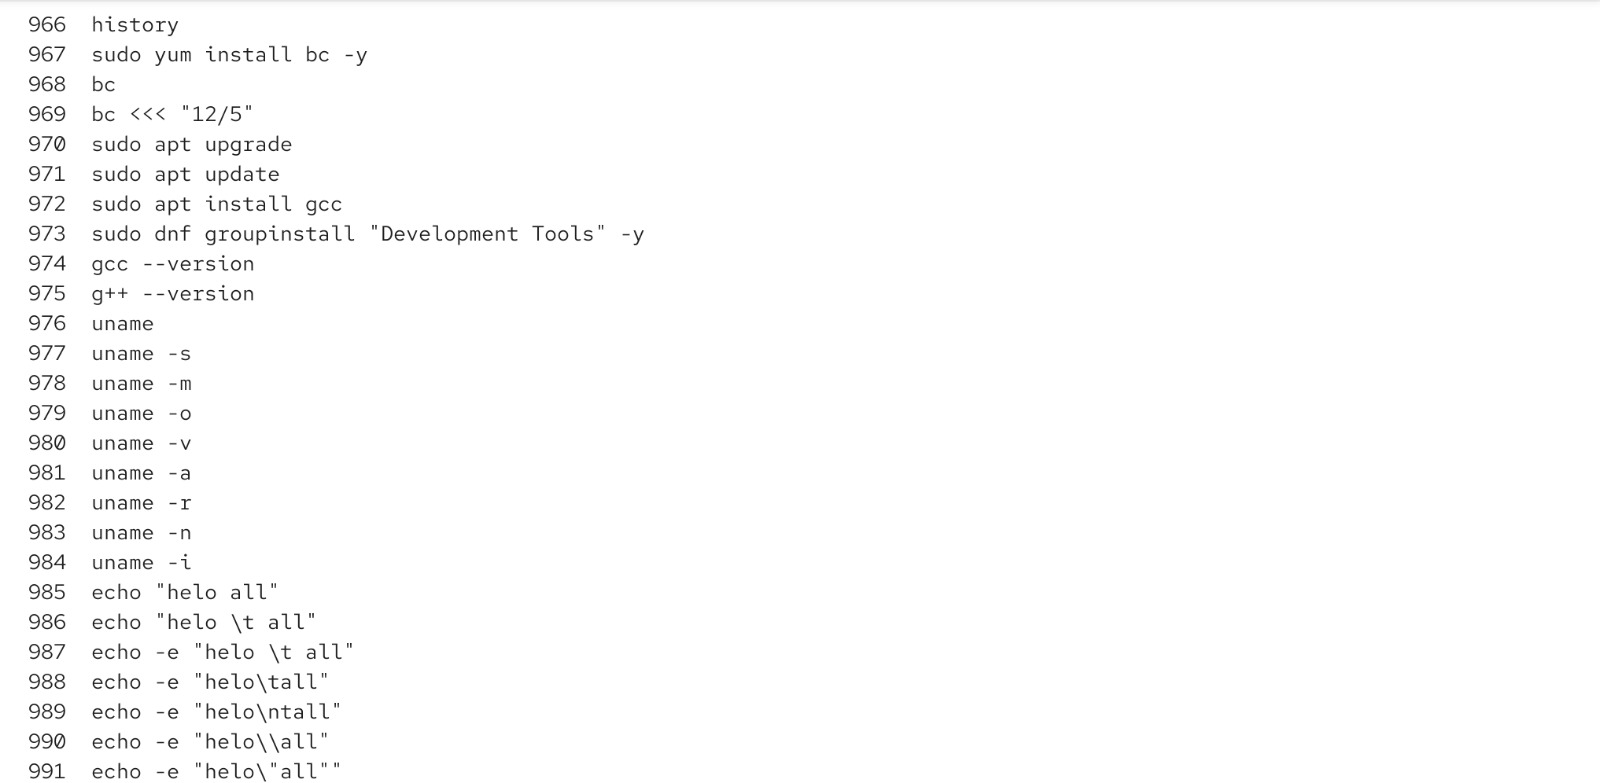 966 history
967 sudo yum install bc -y
968 bc
969 bc <<< "12/5"
970 sudo apt upgrade
971 sudo apt update
972 sudo apt install gcc
973 sudo dnf groupinstall "Development Tools" -y
974 gcc --version
975 g++ --version
976 uname
977 uname -s
978 uname -m
979 uname -o
980 uname -v
981 uname -a
982 uname -r
983 uname -n
984 uname -i
985 echo "helo all"
986 echo "helo \t all"
987 echo -e "helo \t all"
988 echo -e "helo\tall"
989 echo -e "helo\ntall"
990 echo -e "helo\\all"
991 echo -e "helo\"all""